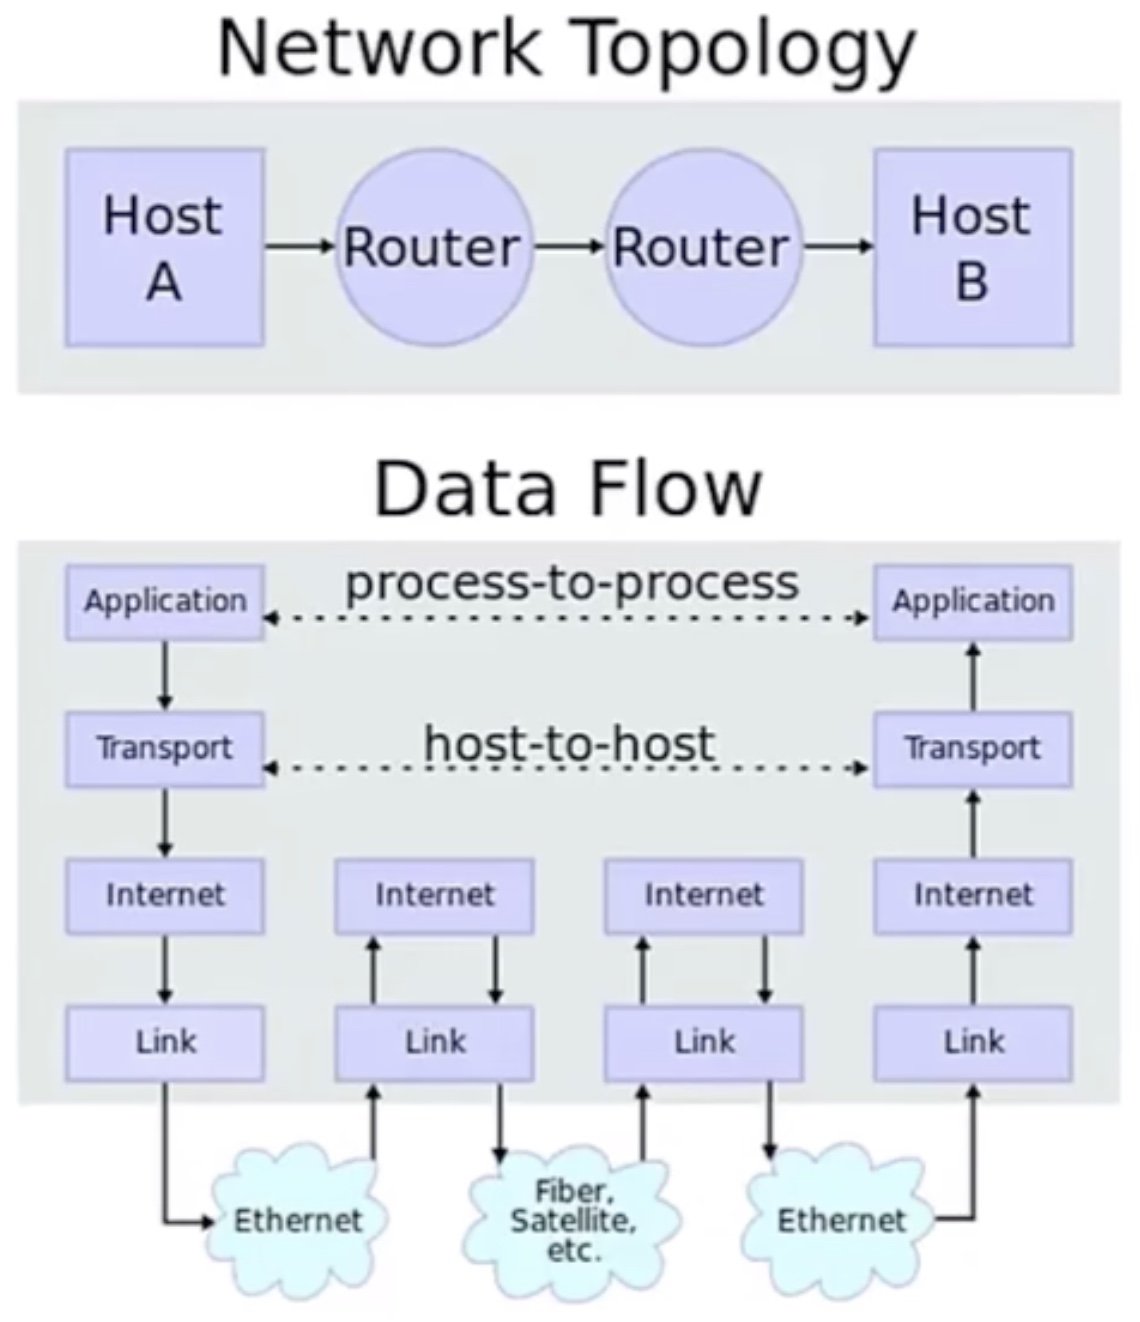 Network Topology
Host
A
Router
Router
Host
B
Data Flow
Application
process-to-process
Application
Transport
host-to-host
Transport
Internet
Internet
Internet
Internet
Link
Link
Link
Link
Ethernet
Fiber,
Satellite,
etc.
Ethernet